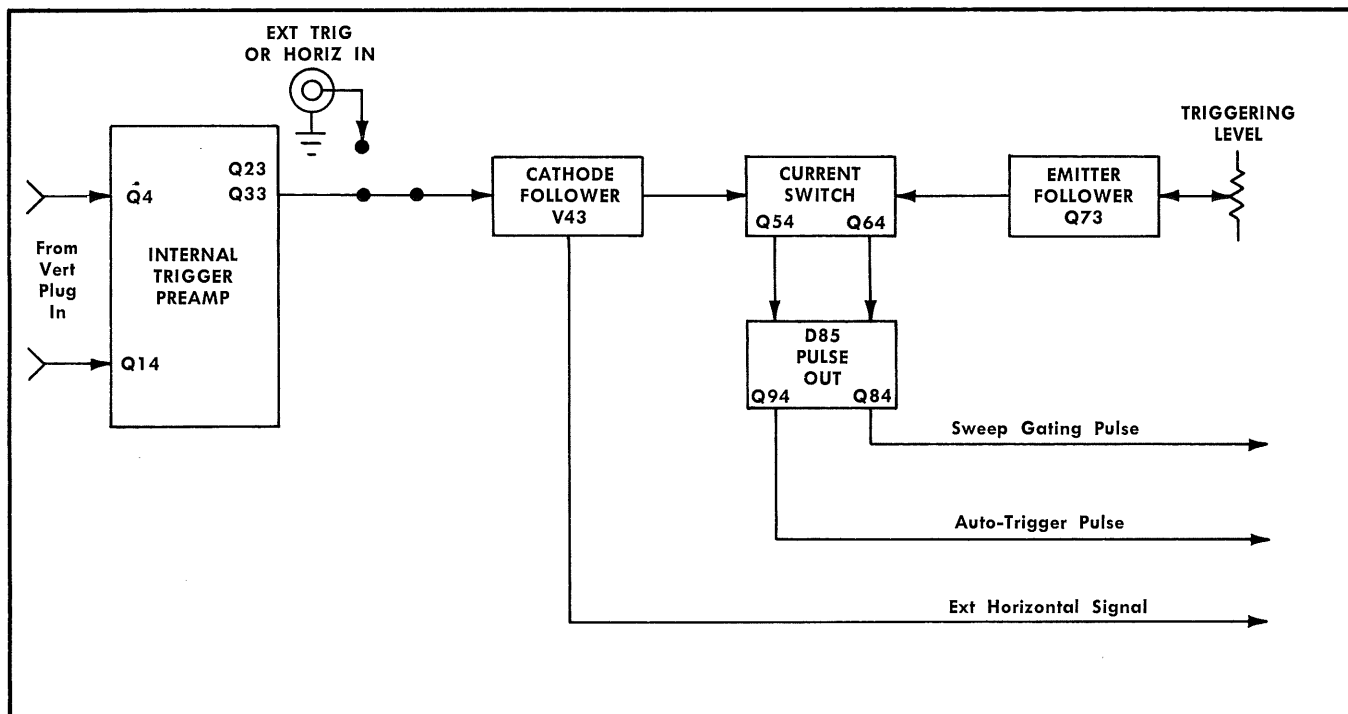 EXT TRIG
OR HORIZ IN
TRIGGERING
LEVEL
Q23
Q4
Q33
From
Vert
Plug
In
INTERNAL
TRIGGER
PREAMP
Q14
CATHODE
FOLLOWER
V43
CURRENT
SWITCH
Q54 Q64
EMITTER
FOLLOWER
Q73
D85
PULSE
OUT
Q94 Q84
Sweep Gating Pulse
Auto-Trigger Pulse
Ext Horizontal Signal